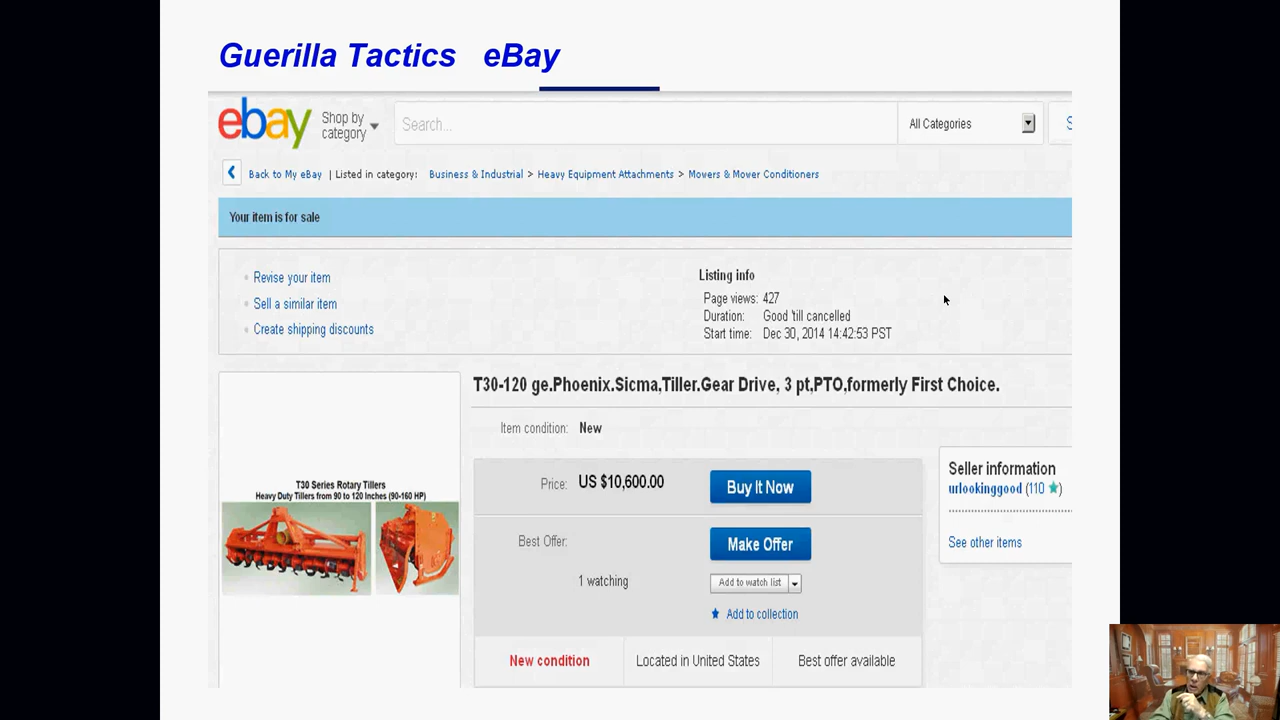 Guerilla Tactics eBay
ebay
Shop by category
Search...
All Categories
S
Back to My eBay | Listed in category: Business & Industrial > Heavy Equipment Attachments > Mowers & Mower Conditioners
Your item is for sale
Revise your item
Sell a similar item
Create shipping discounts
Listing info
Page views: 427
Duration: Good 'till cancelled
Start time: Dec 30, 2014 14:42:53 PST
T30 Series Rotary Tillers
Heavy Duty Tillers from 90 to 120 Inches (90-160 HP)
T30-120 ge.Phoenix.Sicma,Tiller.Gear Drive, 3 pt,PTO,formerly First Choice.
Item condition: New
Price: US $10,600.00
Buy It Now
Best Offer:
Make Offer
1 watching
Add to watch list
Add to collection
New condition
Located in United States
Best offer available
Seller information
urlookinggood (110 ★)
See other items